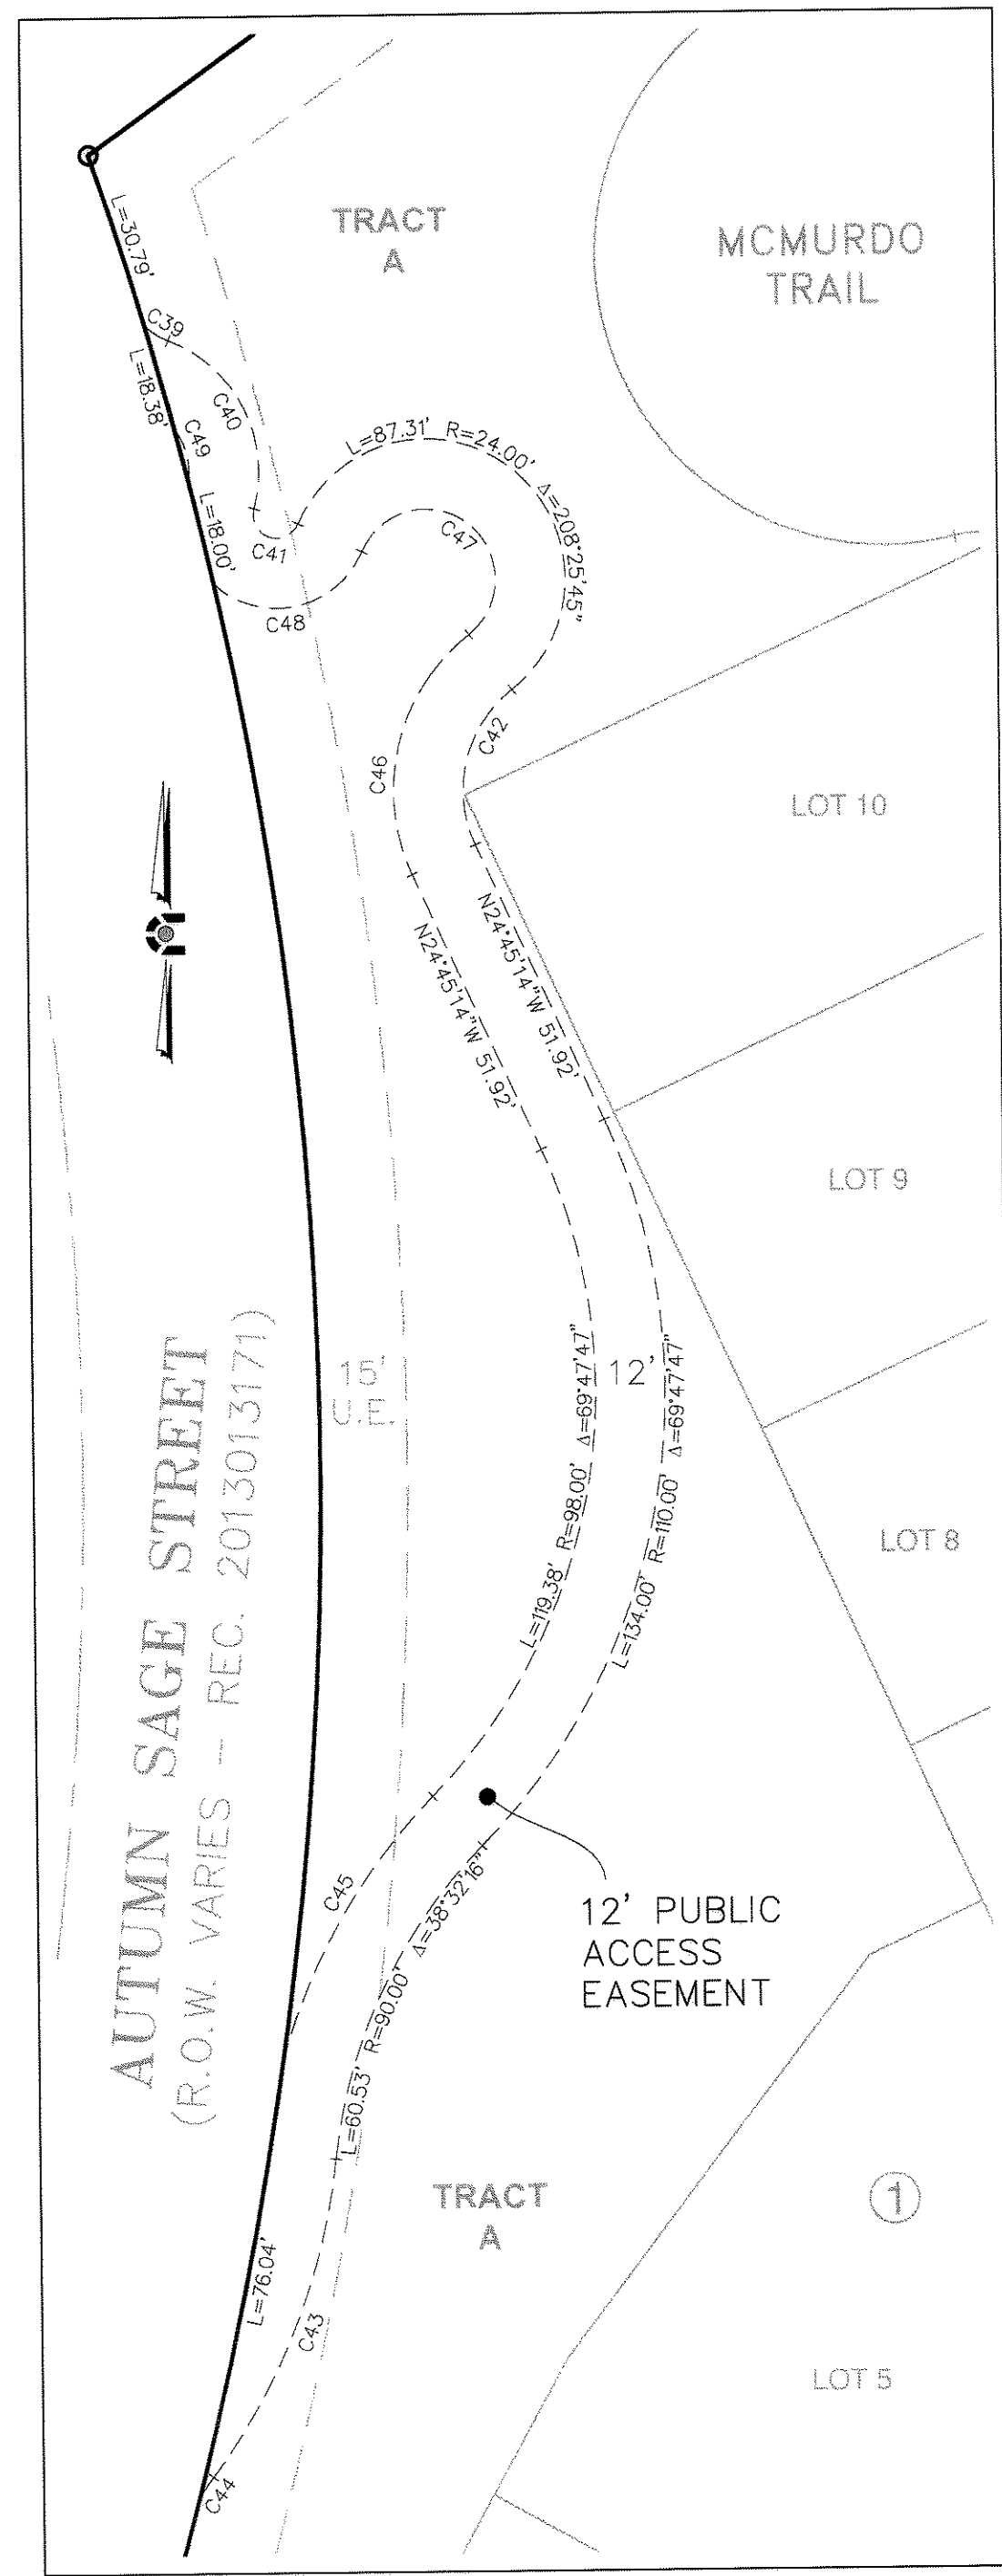 TRACT
A
MCMURDO
TRAIL
L=30.79'
C39
L=18.38'
C40
C49
L=87.31' R=24.00' Δ=208°25'45"
L=18.00'
C41
C47
C48
C42
C46
LOT 10
N24°45'14"W 51.92'
N24°45'14"W 51.92'
LOT 9
15'
U.E.
12'
L=119.38' R=98.00' Δ=69°47'47"
L=134.00' R=110.00' Δ=69°47'47"
LOT 8
AUTUMN SAGE STREET
(R.O.W. VARIES -- REC. 2013013171)
C45
L=60.53' R=90.00' Δ=38°32'16"
12' PUBLIC
ACCESS
EASEMENT
TRACT
A
1
L=76.04'
C43
LOT 5
C44